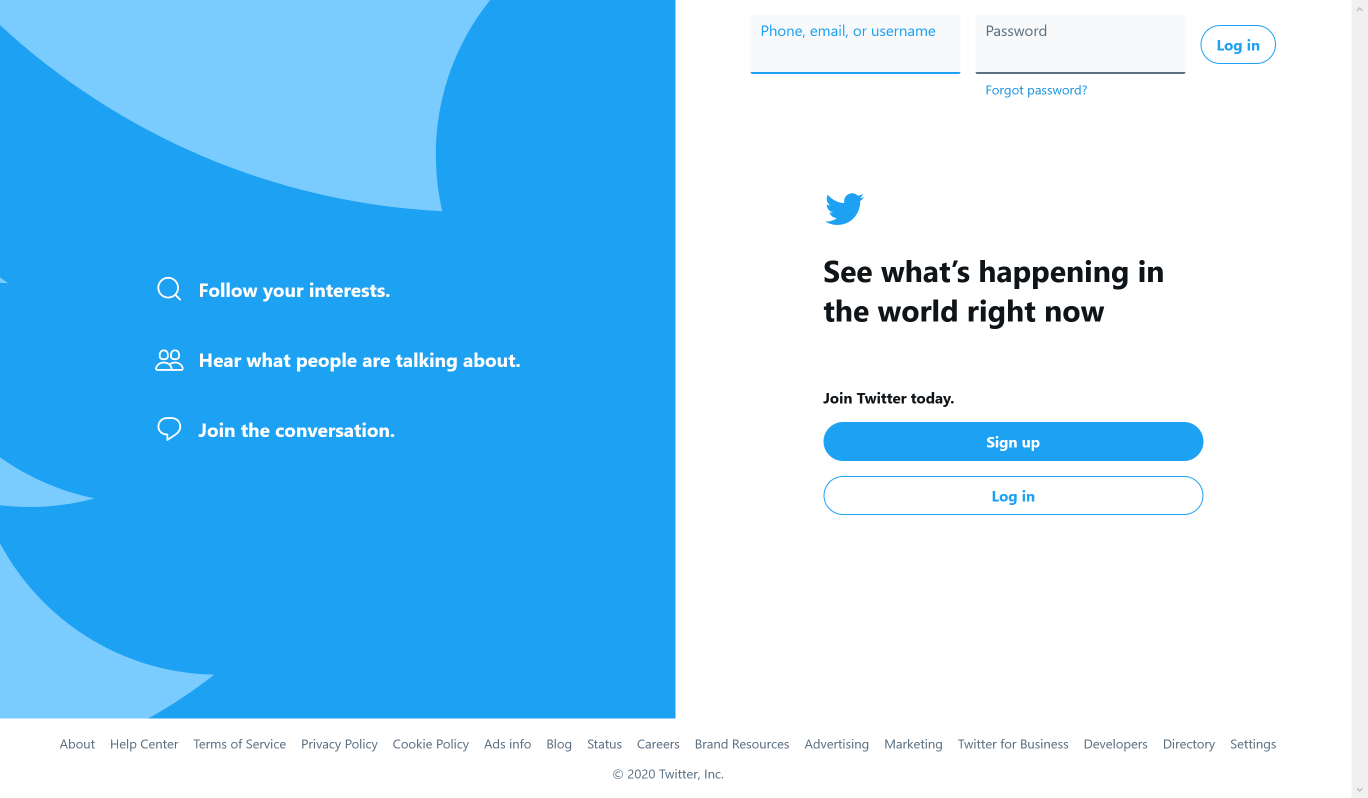 Phone, email, or username
Password
Log in
Forgot password?
Follow your interests.
Hear what people are talking about.
Join the conversation.
See what’s happening in
the world right now
Join Twitter today.
Sign up
Log in
About Help Center Terms of Service Privacy Policy Cookie Policy Ads info Blog Status Careers Brand Resources Advertising Marketing Twitter for Business Developers Directory Settings
© 2020 Twitter, Inc.